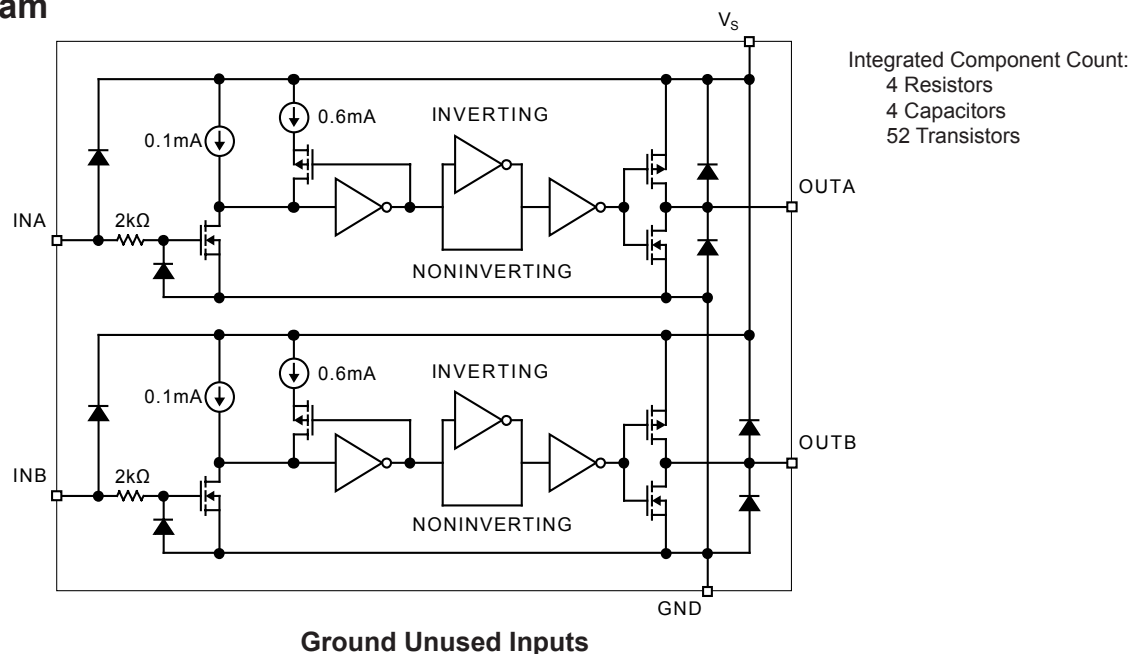 am
V_S
Integrated Component Count:
4 Resistors
4 Capacitors
52 Transistors
0.6mA
INVERTING
0.1mA
OUTA
INA
2kΩ
NONINVERTING
0.6mA
INVERTING
0.1mA
OUTB
INB
2kΩ
NONINVERTING
GND
Ground Unused Inputs